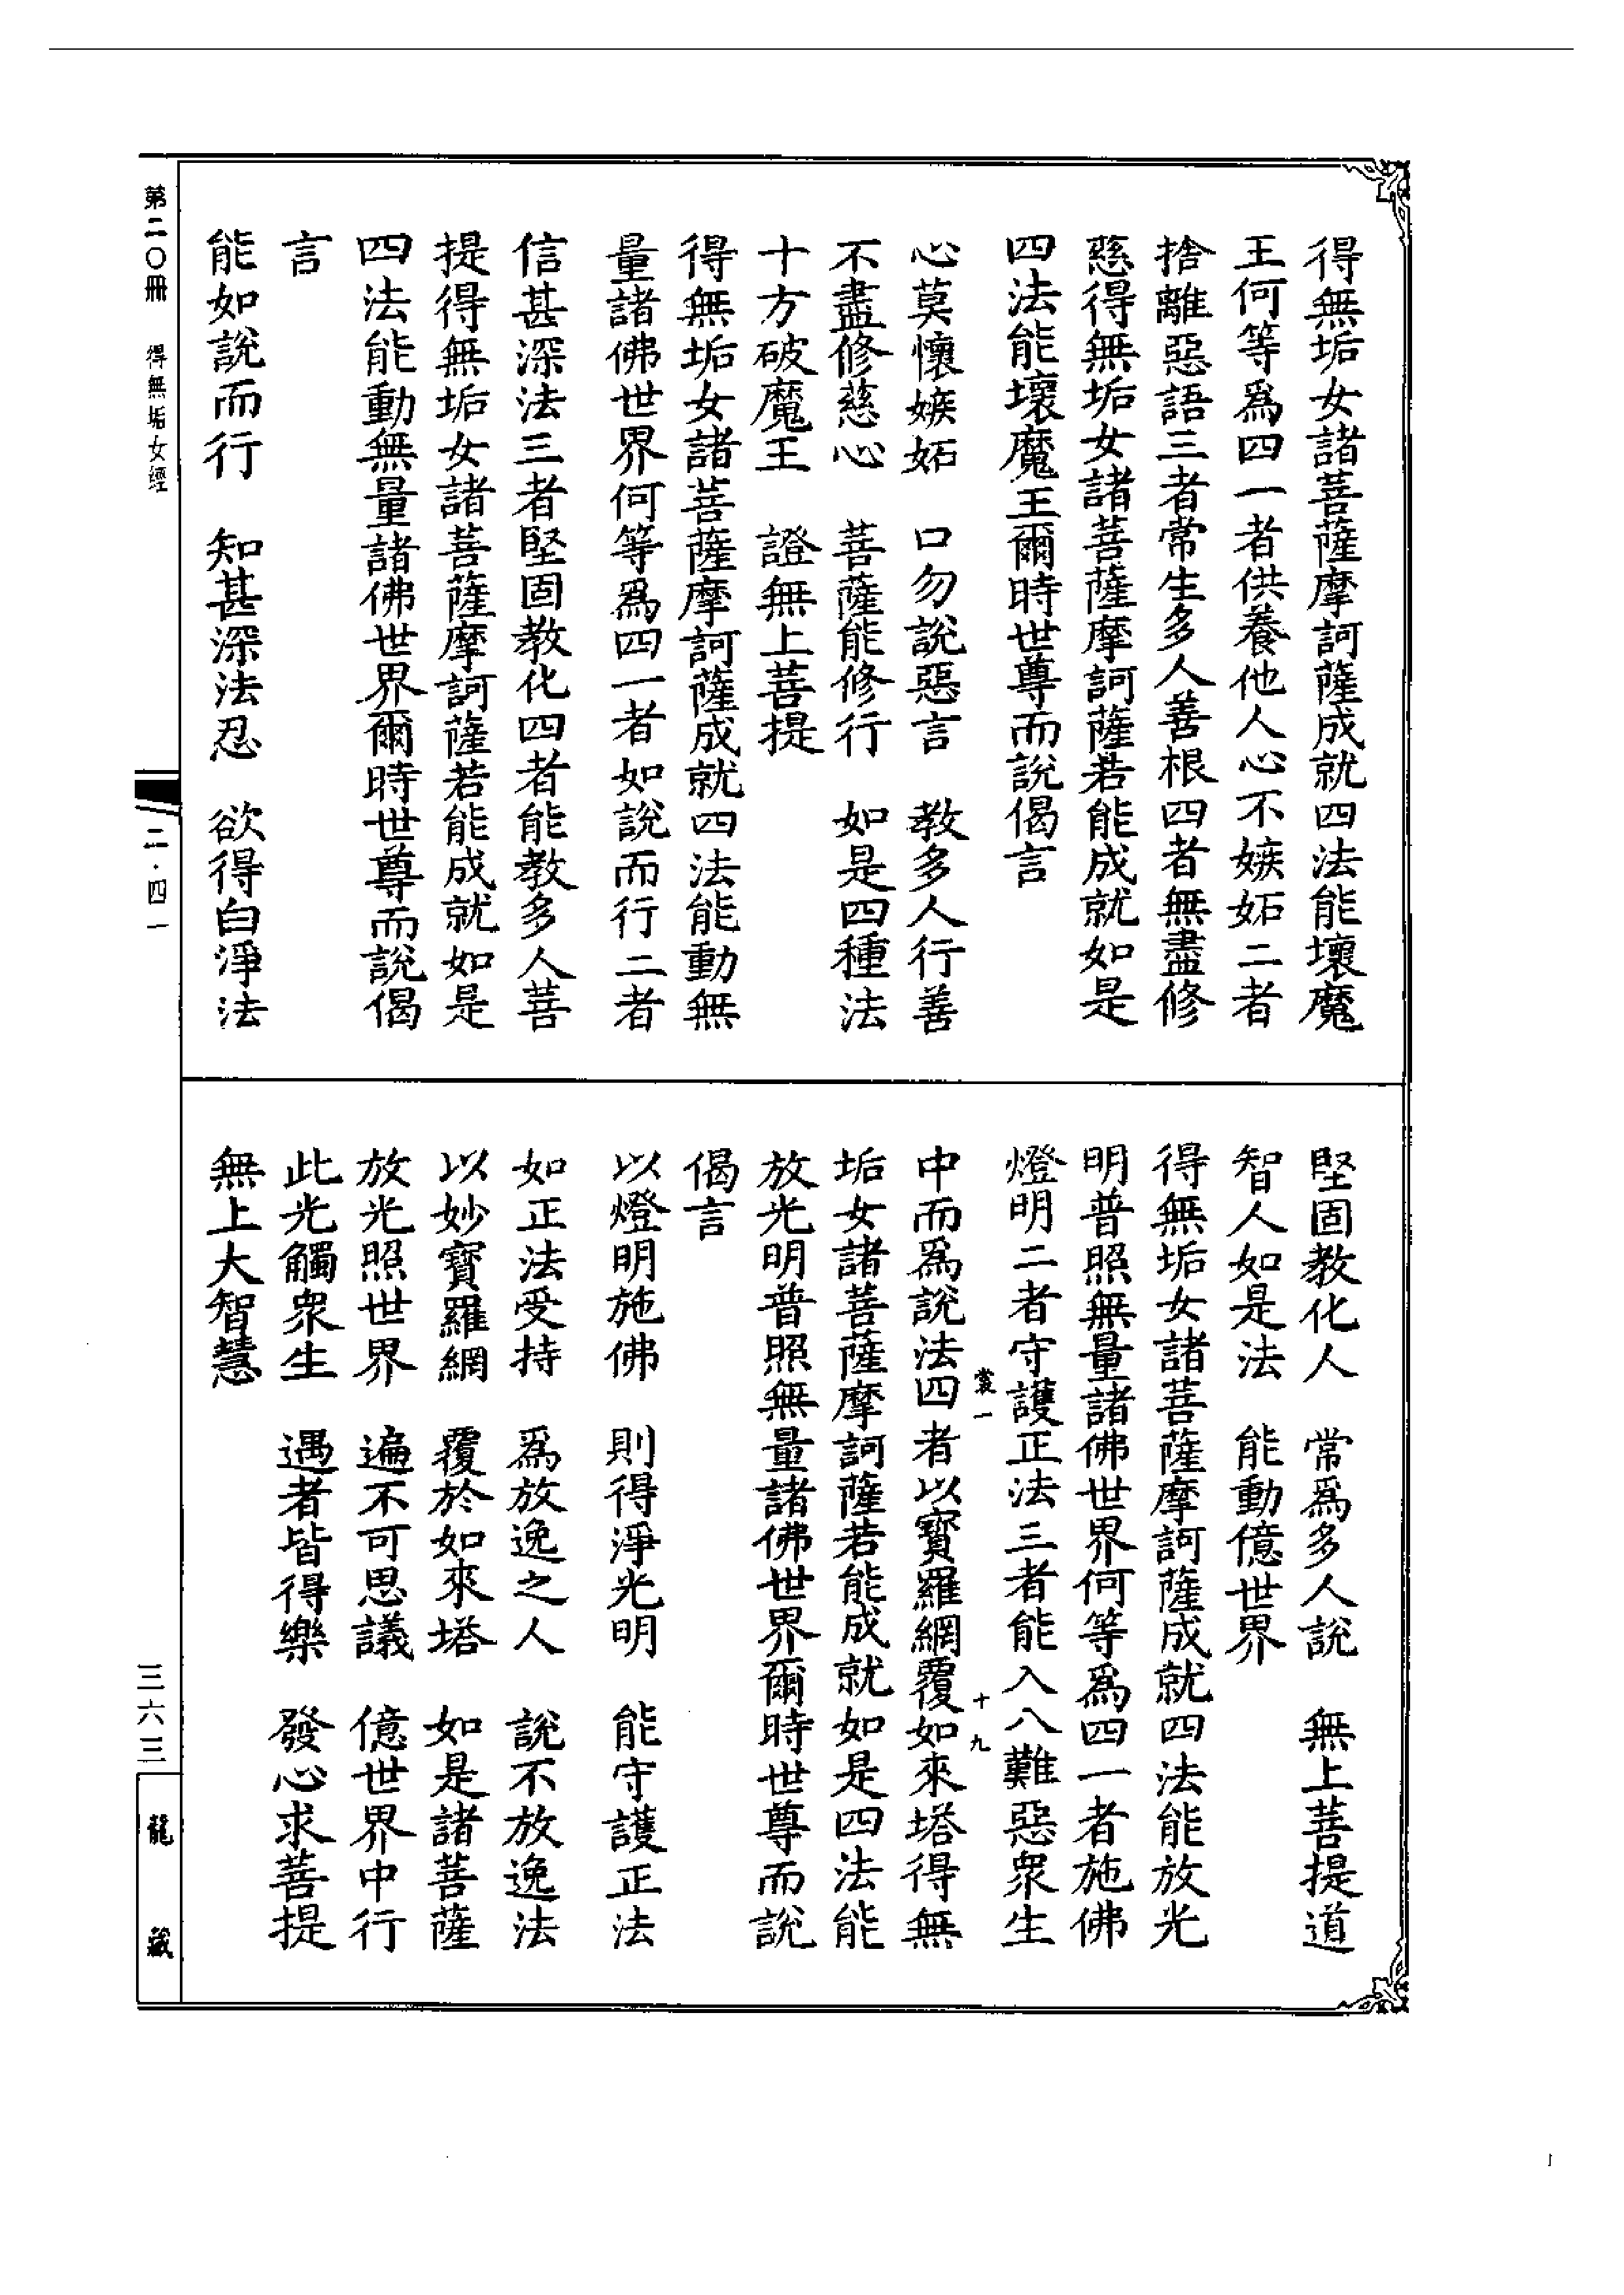 得無垢女諸菩薩摩訶薩成就四法能壞魔
王何等爲四一者供養他人心不嫉妬二者
捨離惡語三者常生多人善根四者無盡修
慈得無垢女諸菩薩摩訶薩若能成就如是
四法能壞魔王爾時世尊而說偈言
心莫懷嫉妬　口勿說惡言　教多人行善
不盡修慈心　菩薩能修行　如是四種法
十方破魔王　證無上菩提
得無垢女諸菩薩摩訶薩成就四法能動無
量諸佛世界何等爲四一者如說而行二者
信甚深法三者堅固教化四者能教多人菩
提得無垢女諸菩薩摩訶薩若能成就如是
四法能動無量諸佛世界爾時世尊而說偈
言
能如說而行　知甚深法忍　欲得白淨法
堅固教化人　常爲多人說　無上菩提道
智人如是法　能動億世界
得無垢女諸菩薩摩訶薩成就四法能放光
明普照無量諸佛世界何等爲四一者施佛
燈明二者守護正法三者能入八難惡衆生
裳一　十九
中而爲說法四者以寳羅網覆如來塔得無
垢女諸菩薩摩訶薩若能成就如是四法能
放光明普照無量諸佛世界爾時世尊而說
偈言
以燈明施佛　則得淨光明　能守護正法
如正法受持　爲放逸之人　說不放逸法
以妙寳羅網　覆於如來塔　如是諸菩薩
放光照世界　遍不可思議　億世界中行
此光觸衆生　遇者皆得樂　發心求菩提
無上大智慧
第二〇冊　得無垢女經
二·四一
三六三
龍藏